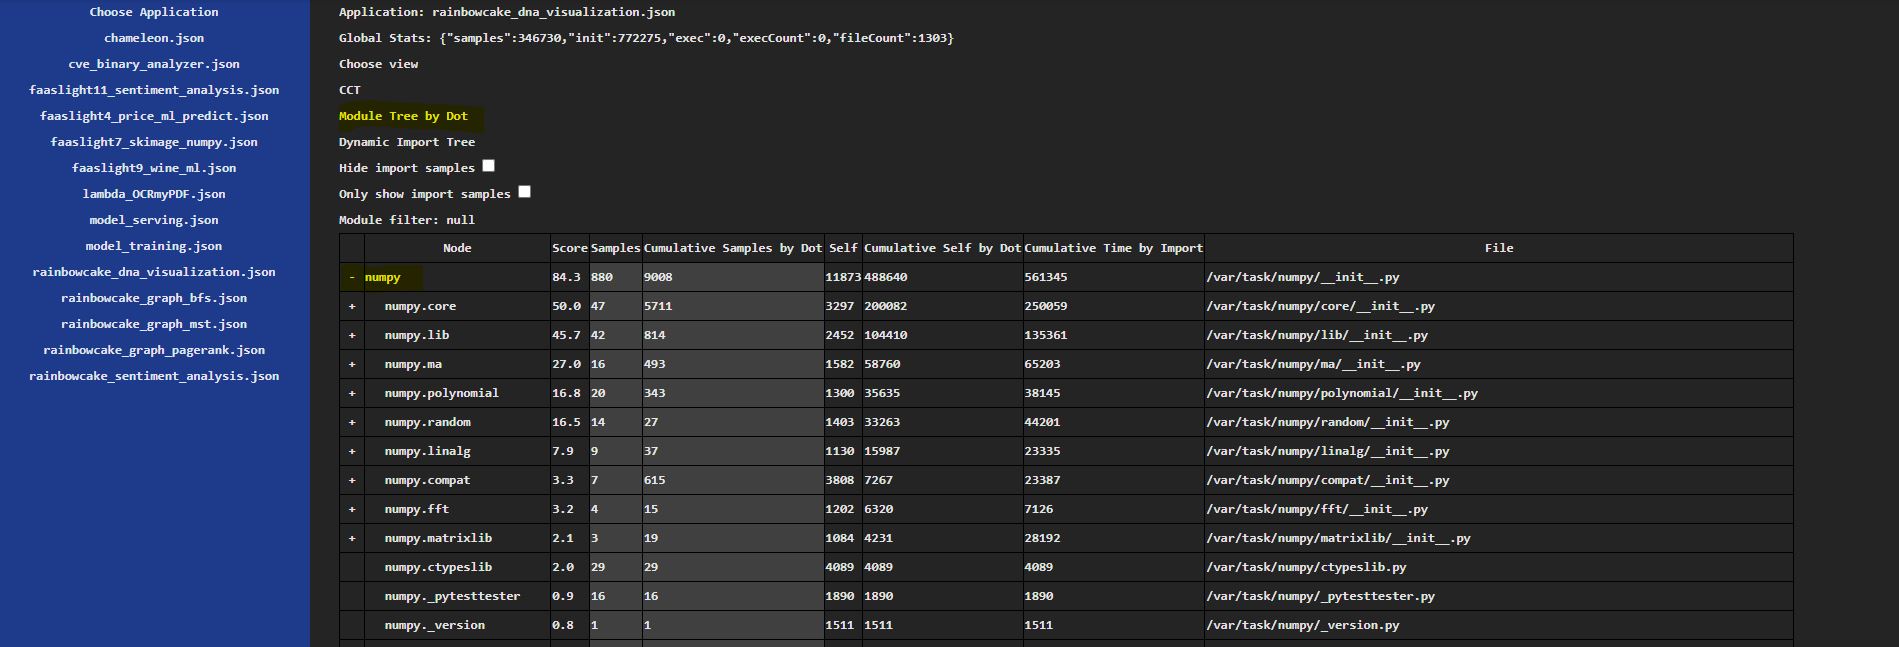 Choose Application
chameleon.json
cve_binary_analyzer.json
faaslight11_sentiment_analysis.json
faaslight4_price_ml_predict.json
faaslight7_skimage_numpy.json
faaslight9_wine_ml.json
lambda_OCRmyPDF.json
model_serving.json
model_training.json
rainbowcake_dna_visualization.json
rainbowcake_graph_bfs.json
rainbowcake_graph_mst.json
rainbowcake_graph_pagerank.json
rainbowcake_sentiment_analysis.json
Application: rainbowcake_dna_visualization.json
Global Stats: {"samples":346730,"init":772275,"exec":0,"execCount":0,"fileCount":1303}
Choose view
CCT
Module Tree by Dot
Dynamic Import Tree
Hide import samples
Only show import samples
Module filter: null
Node Score Samples Cumulative Samples by Dot Self Cumulative Self by Dot Cumulative Time by Import File
- numpy 84.3 880 9008 11873 488640 561345 /var/task/numpy/__init__.py
+ numpy.core 50.0 47 5711 3297 200082 250059 /var/task/numpy/core/__init__.py
+ numpy.lib 45.7 42 814 2452 104410 135361 /var/task/numpy/lib/__init__.py
+ numpy.ma 27.0 16 493 1582 58760 65203 /var/task/numpy/ma/__init__.py
+ numpy.polynomial 16.8 20 343 1300 35635 38145 /var/task/numpy/polynomial/__init__.py
+ numpy.random 16.5 14 27 1403 33263 44201 /var/task/numpy/random/__init__.py
+ numpy.linalg 7.9 9 37 1130 15987 23335 /var/task/numpy/linalg/__init__.py
+ numpy.compat 3.3 7 615 3808 7267 23387 /var/task/numpy/compat/__init__.py
+ numpy.fft 3.2 4 15 1202 6320 7126 /var/task/numpy/fft/__init__.py
+ numpy.matrixlib 2.1 3 19 1084 4231 28192 /var/task/numpy/matrixlib/__init__.py
numpy.ctypeslib 2.0 29 29 4089 4089 4089 /var/task/numpy/ctypeslib.py
numpy._pytesttester 0.9 16 16 1890 1890 1890 /var/task/numpy/_pytesttester.py
numpy._version 0.8 1 1 1511 1511 1511 /var/task/numpy/_version.py